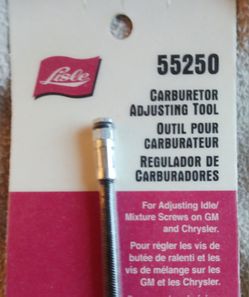 Lisle
55250
CARBURETOR
ADJUSTING TOOL
OUTIL POUR
CARBURATEUR
REGULADOR DE
CARBURADORES
For Adjusting Idle/
Mixture Screws on GM
and Chrysler.
Pour régler les vis de
butée de ralenti et les
vis de mélange sur les
GM et Chrysler.